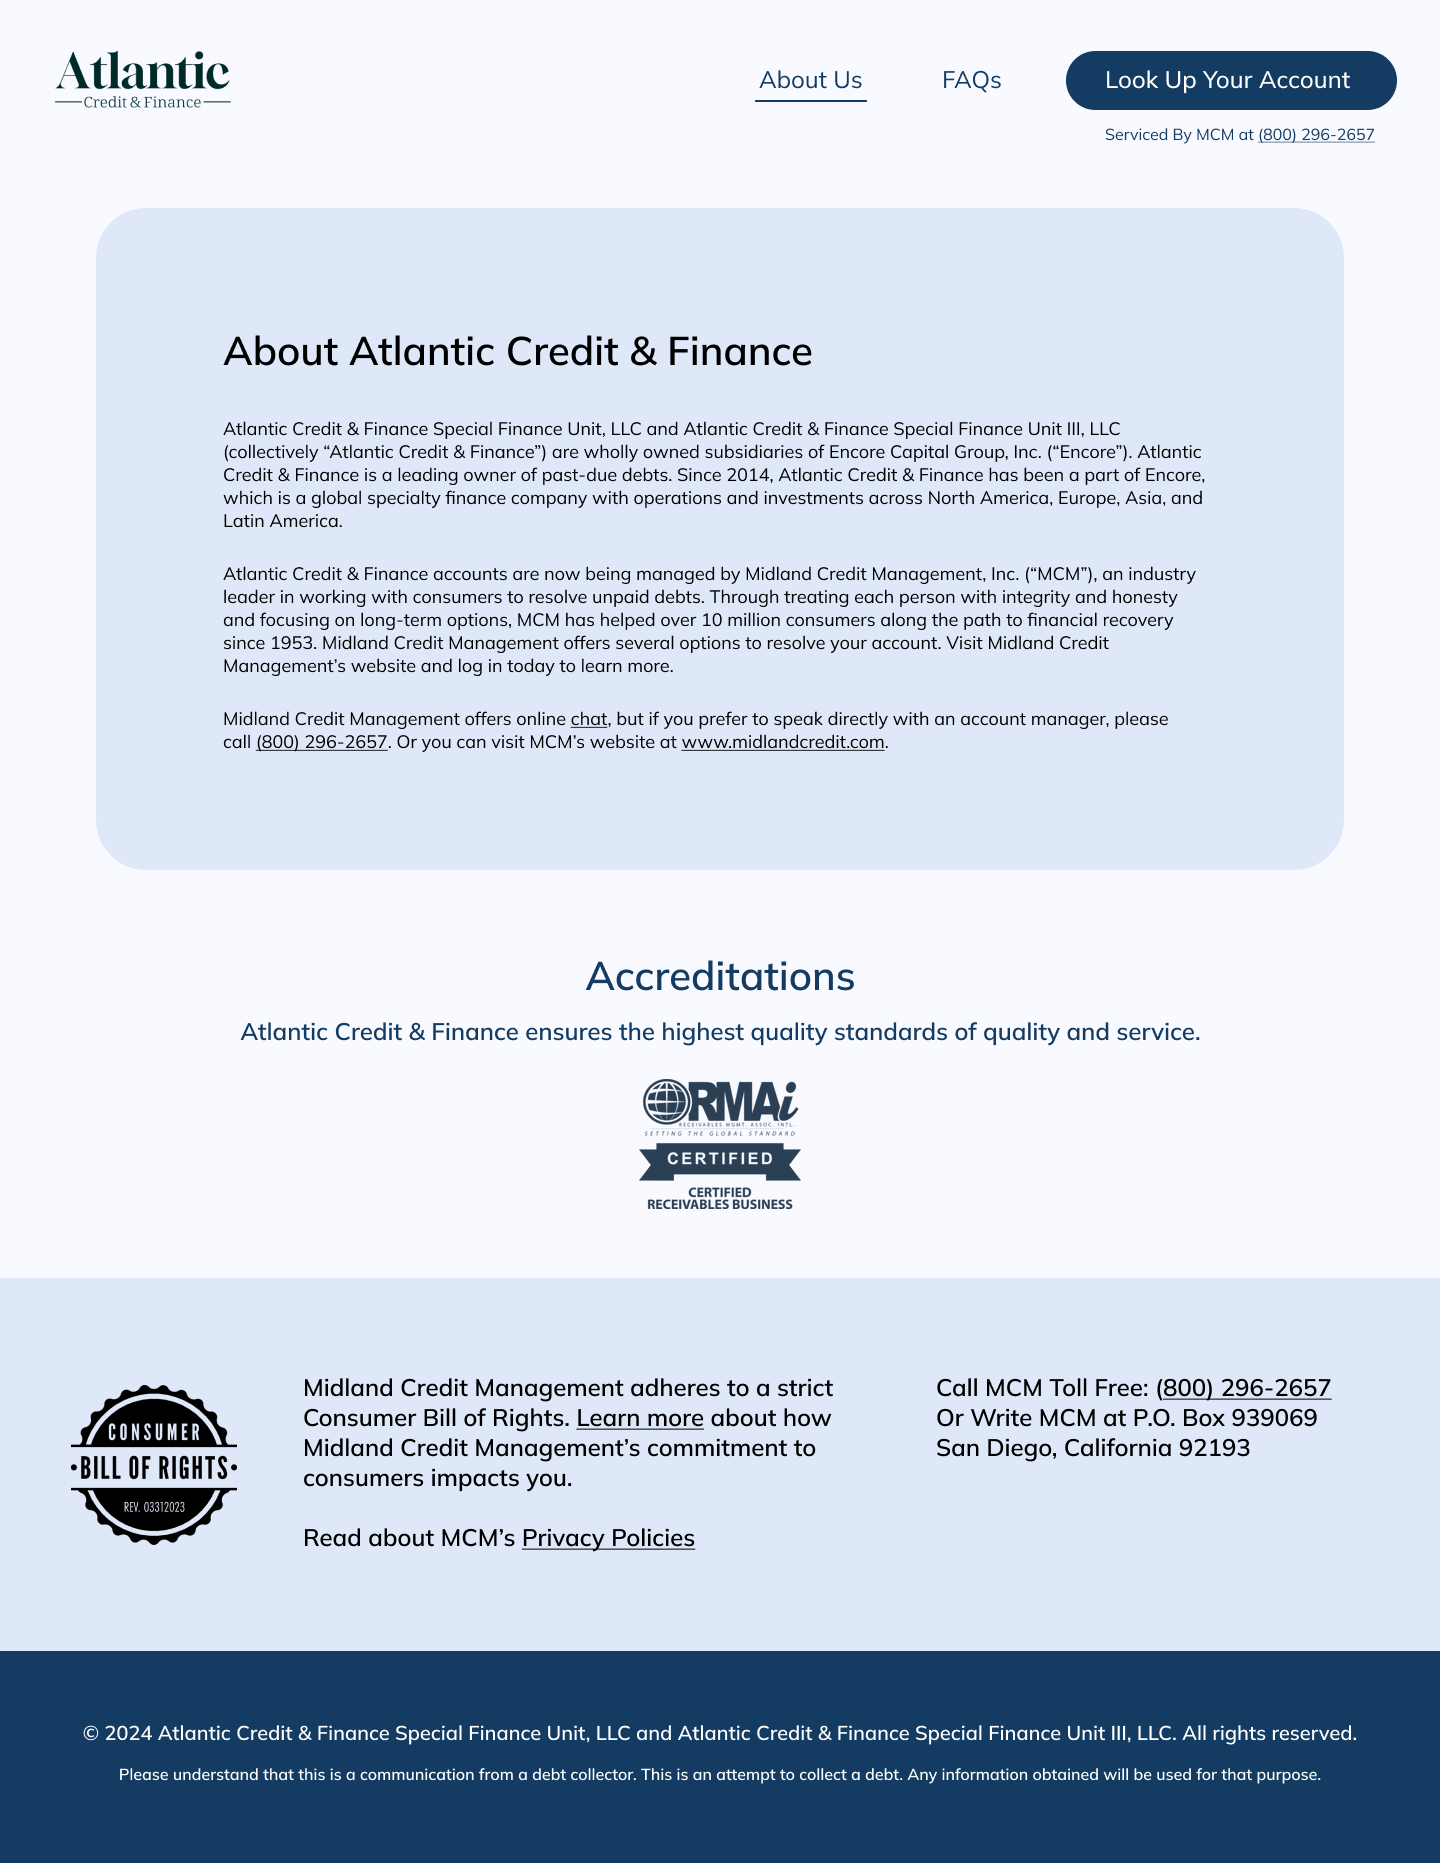 Atlantic
Credit & Finance
About Us
FAQs
Look Up Your Account
Serviced By MCM at (800) 296-2657
About Atlantic Credit & Finance
Atlantic Credit & Finance Special Finance Unit, LLC and Atlantic Credit & Finance Special Finance Unit III, LLC
(collectively “Atlantic Credit & Finance”) are wholly owned subsidiaries of Encore Capital Group, Inc. (“Encore”). Atlantic
Credit & Finance is a leading owner of past-due debts. Since 2014, Atlantic Credit & Finance has been a part of Encore,
which is a global specialty finance company with operations and investments across North America, Europe, Asia, and
Latin America.
Atlantic Credit & Finance accounts are now being managed by Midland Credit Management, Inc. (“MCM”), an industry
leader in working with consumers to resolve unpaid debts. Through treating each person with integrity and honesty
and focusing on long-term options, MCM has helped over 10 million consumers along the path to financial recovery
since 1953. Midland Credit Management offers several options to resolve your account. Visit Midland Credit
Management’s website and log in today to learn more.
Midland Credit Management offers online chat, but if you prefer to speak directly with an account manager, please
call (800) 296-2657. Or you can visit MCM’s website at www.midlandcredit.com.
Accreditations
Atlantic Credit & Finance ensures the highest quality standards of quality and service.
RMAi
RECEIVABLES MGMT. ASSOC. INTL.
SETTING THE GLOBAL STANDARD
CERTIFIED
CERTIFIED
RECEIVABLES BUSINESS
CONSUMER
•BILL OF RIGHTS•
REV. 03312023
Midland Credit Management adheres to a strict
Consumer Bill of Rights. Learn more about how
Midland Credit Management’s commitment to
consumers impacts you.
Read about MCM’s Privacy Policies
Call MCM Toll Free: (800) 296-2657
Or Write MCM at P.O. Box 939069
San Diego, California 92193
© 2024 Atlantic Credit & Finance Special Finance Unit, LLC and Atlantic Credit & Finance Special Finance Unit III, LLC. All rights reserved.
Please understand that this is a communication from a debt collector. This is an attempt to collect a debt. Any information obtained will be used for that purpose.